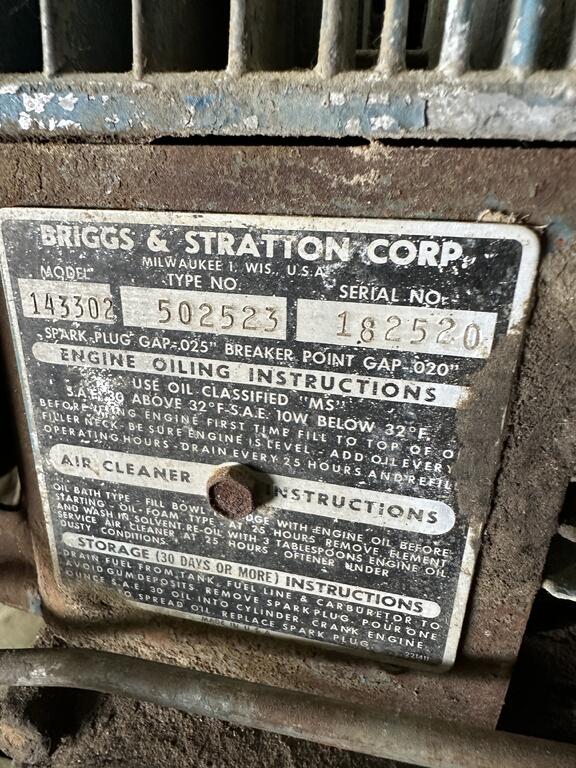 BRIGGS & STRATTON CORP.
MILWAUKEE 1, WIS., U.S.A.
MODEL TYPE NO. SERIAL NO.
143302 502523 182520
SPARK PLUG GAP-.025" BREAKER POINT GAP-.020"
ENGINE OILING INSTRUCTIONS
USE OIL CLASSIFIED "MS"
S.A.E. 30 ABOVE 32°F-S.A.E. 10W BELOW 32°F.
BEFORE USING ENGINE FIRST TIME FILL TO TOP OF O
FILLER NECK. BE SURE ENGINE IS LEVEL - ADD OIL EVERY
OPERATING HOURS - DRAIN EVERY 25 HOURS AND REFIL
AIR CLEANER INSTRUCTIONS
OIL BATH TYPE - FILL BOWL DGE WITH ENGINE OIL BEFORE
STARTING - OIL-FOAM TYPE - AT 25 HOURS REMOVE ELEMENT
AND WASH IN SOLVENT RE-OIL WITH 3 TABLESPOONS ENGINE OIL
SERVICE AIR CLEANER AT 25 HOURS OFTENER UNDER
DUSTY CONDITIONS.
STORAGE (30 DAYS OR MORE) INSTRUCTIONS
DRAIN FUEL FROM TANK, FUEL LINE & CARBURETOR TO
AVOID GUM DEPOSITS. REMOVE SPARK PLUG, POUR ONE
OUNCE S.A.E. 30 OIL INTO CYLINDER. CRANK ENGINE
O SPREAD OIL. REPLACE SPARK PLUG.
MADE IN U.S.A. 221411